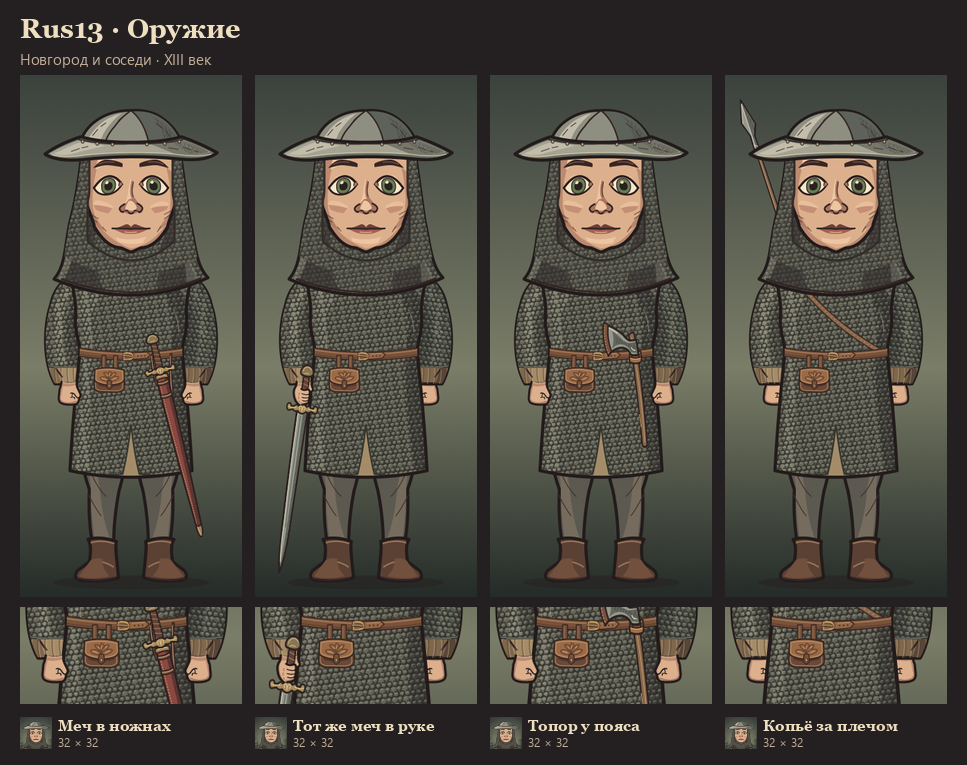 Rus13 · Оружие
Новгород и соседи · XIII век
Меч в ножнах
32 × 32
Тот же меч в руке
32 × 32
Топор у пояса
32 × 32
Копьё за плечом
32 × 32